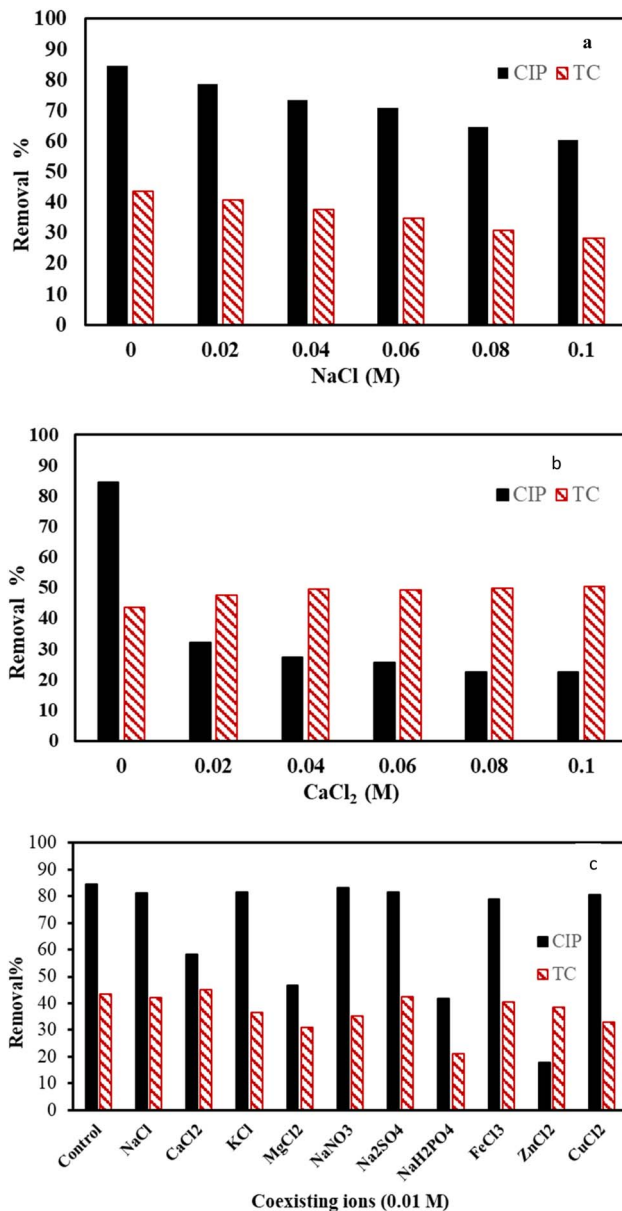 100
90
80
70
60
50
40
30
20
10
0
Removal %
a
CIP TC
0 0.02 0.04 0.06 0.08 0.1
NaCl (M)
100
90
80
70
60
50
40
30
20
10
0
Removal %
b
CIP TC
0 0.02 0.04 0.06 0.08 0.1
CaCl₂ (M)
100
90
80
70
60
50
40
30
20
10
0
Removal%
c
CIP
TC
Control NaCl CaCl2 KCl MgCl2 NaNO3 Na2SO4 NaH2PO4 FeCl3 ZnCl2 CuCl2
Coexisting ions (0.01 M)